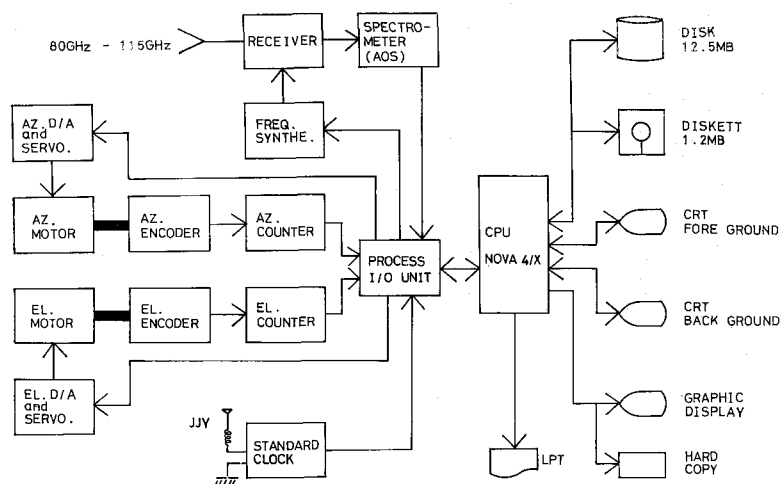 80GHz - 115GHz
RECEIVER
SPECTRO-
METER
(AOS)
DISK
12.5MB
AZ. D/A
and
SERVO.
FREQ.
SYNTHE.
DISKETT
1.2MB
AZ.
MOTOR
AZ.
ENCODER
AZ.
COUNTER
PROCESS
I/O UNIT
CPU
NOVA 4/X
CRT
FORE GROUND
EL.
MOTOR
EL.
ENCODER
EL.
COUNTER
CRT
BACK GROUND
EL. D/A
and
SERVO.
JJY
STANDARD
CLOCK
LPT
GRAPHIC
DISPLAY
HARD
COPY